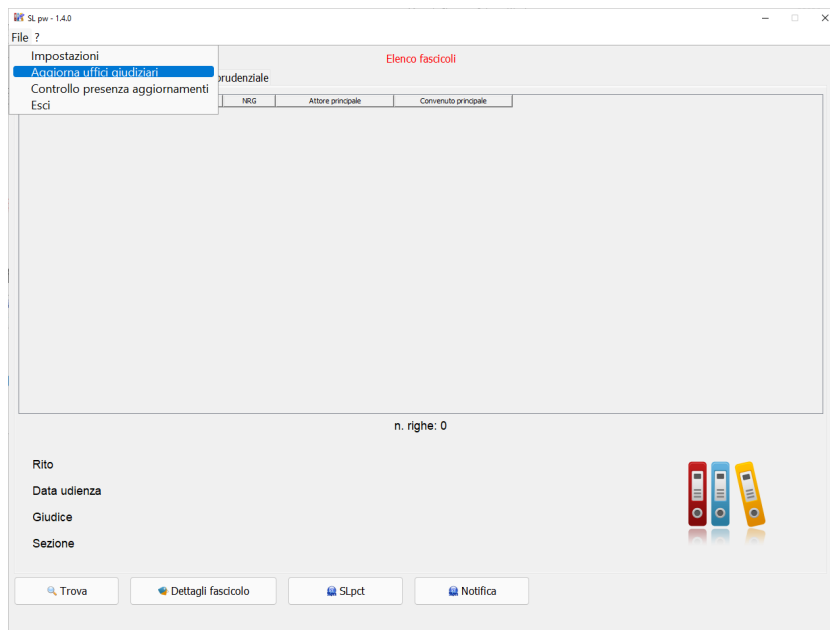 SL pw - 1.4.0
File ?
Impostazioni
Aggiorna uffici giudiziari
Controllo presenza aggiornamenti
Esci
Elenco fascicoli
prudenziale
NRG Attore principale Convenuto principale
n. righe: 0
Rito
Data udienza
Giudice
Sezione
Trova Dettagli fascicolo SLpct Notifica